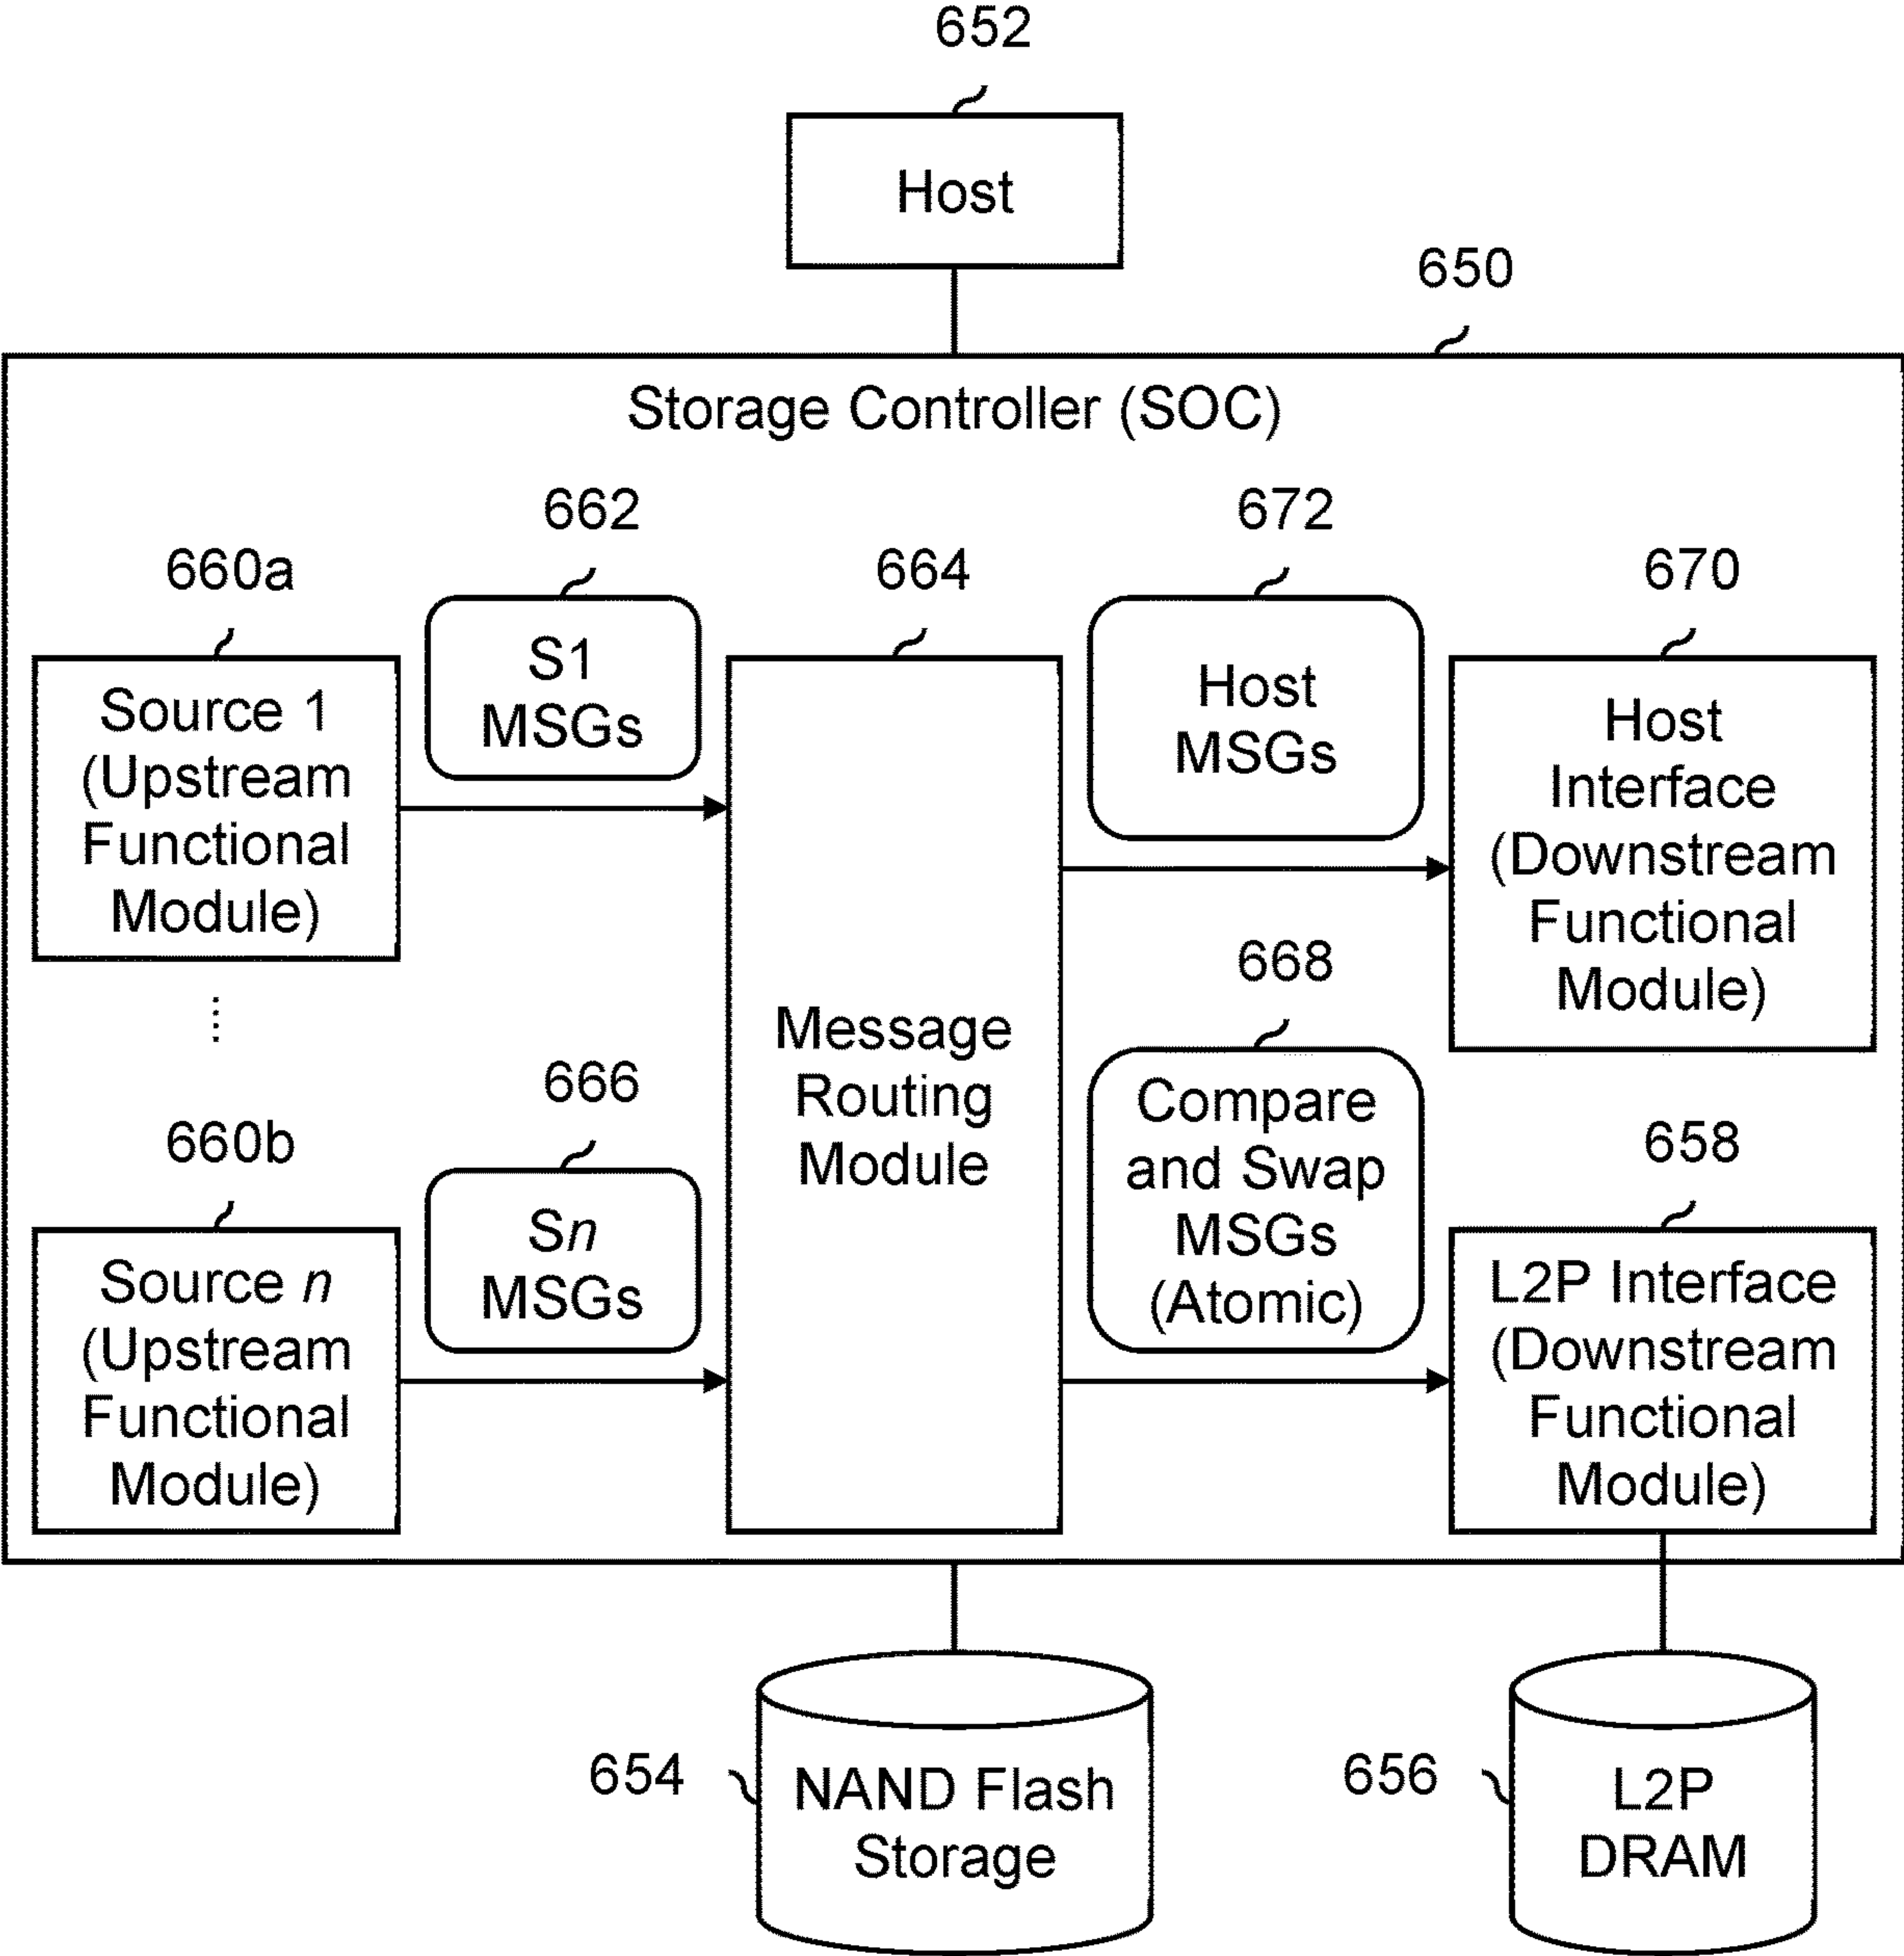 652
Host
650
Storage Controller (SOC)
662
672
660a
664
670
S1
MSGs
Host
MSGs
Source 1
(Upstream
Functional
Module)
Host
Interface
(Downstream
Functional
Module)
668
Message
Routing
Module
666
Compare
and Swap
MSGs
(Atomic)
660b
658
Sn
MSGs
Source n
(Upstream
Functional
Module)
L2P Interface
(Downstream
Functional
Module)
654
NAND Flash
Storage
656
L2P
DRAM